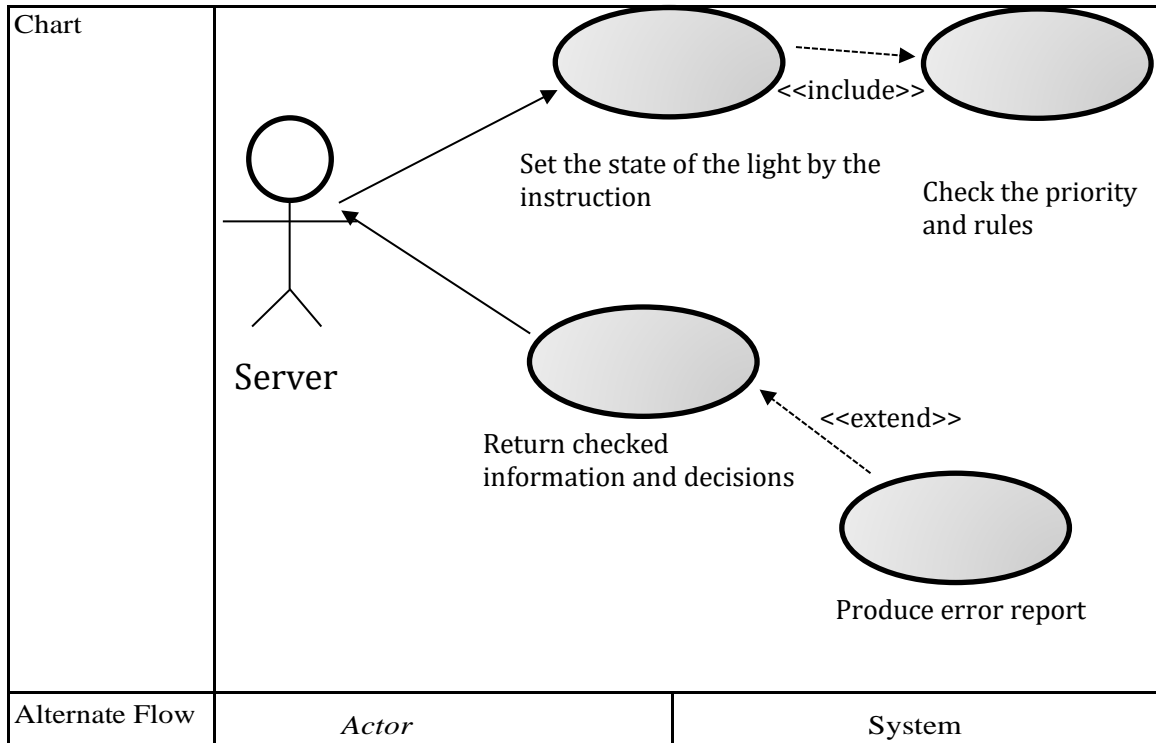 Chart
<<include>>
Set the state of the light by the
instruction
Check the priority
and rules
Server
Return checked
information and decisions
<<extend>>
Produce error report
Alternate Flow
Actor
System